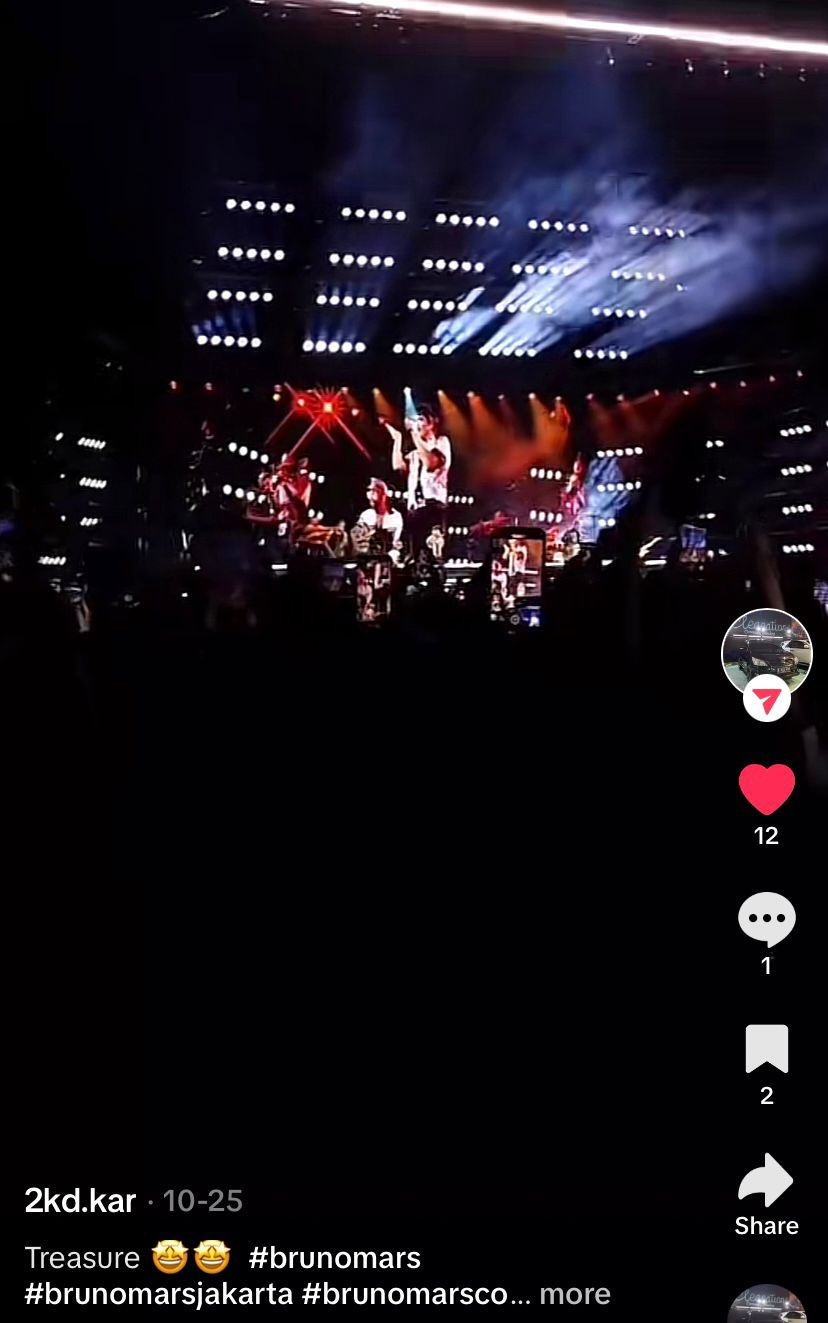 12
1
2
Share
2kd.kar · 10-25
Treasure 🤩🤩 #brunomars
#brunomarsjakarta #brunomarsco... more